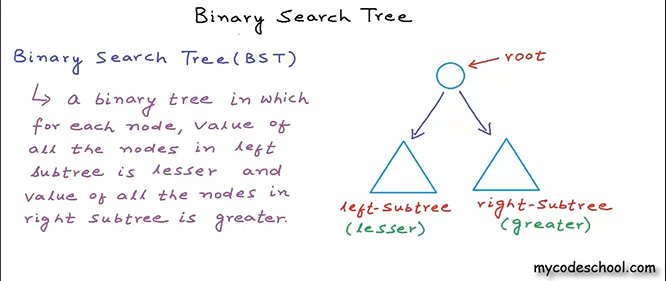 Binary Search Tree
Binary Search Tree(BST)
↳ a binary tree in which
for each node, value of
all the nodes in left
subtree is lesser and
value of all the nodes in
right subtree is greater.
root
left-subtree
(lesser)
right-subtree
(greater)
mycodeschool.com